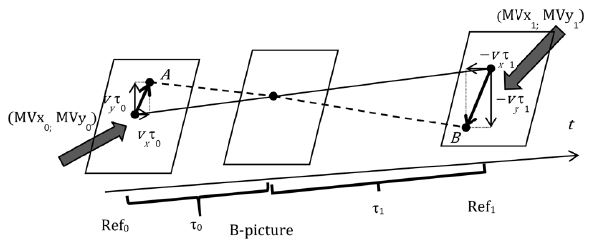 (MVx1; MVy1)
A
−vxτ1
vyτ0
(MVx0; MVy0)
−vyτ1
vxτ0
B
t
Ref0
τ0
B-picture
τ1
Ref1